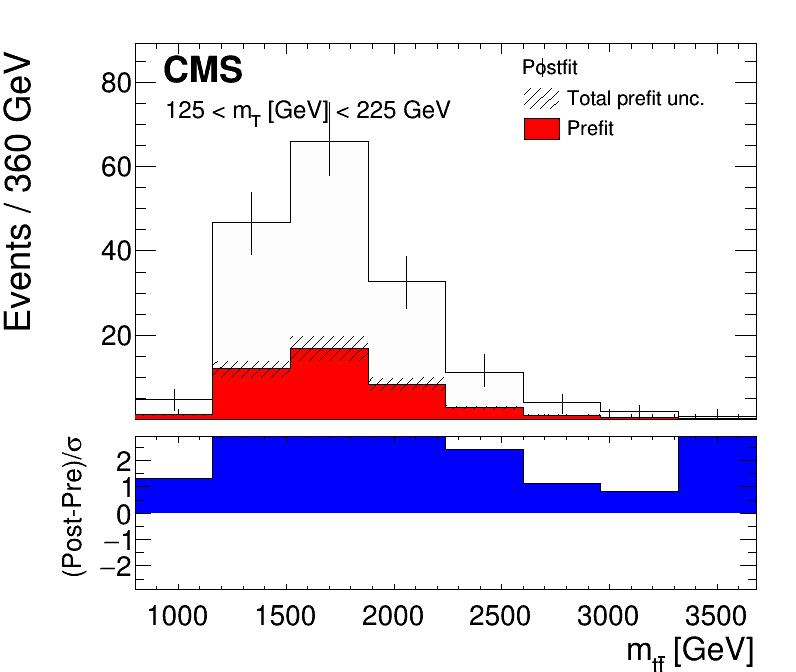 CMS
125 < m_T [GeV] < 225 GeV
Postfit
Total prefit unc.
Prefit
Events / 360 GeV
80
60
40
20
(Post-Pre)/σ
2
1
0
−1
−2
1000 1500 2000 2500 3000 3500
m_tt̄ [GeV]